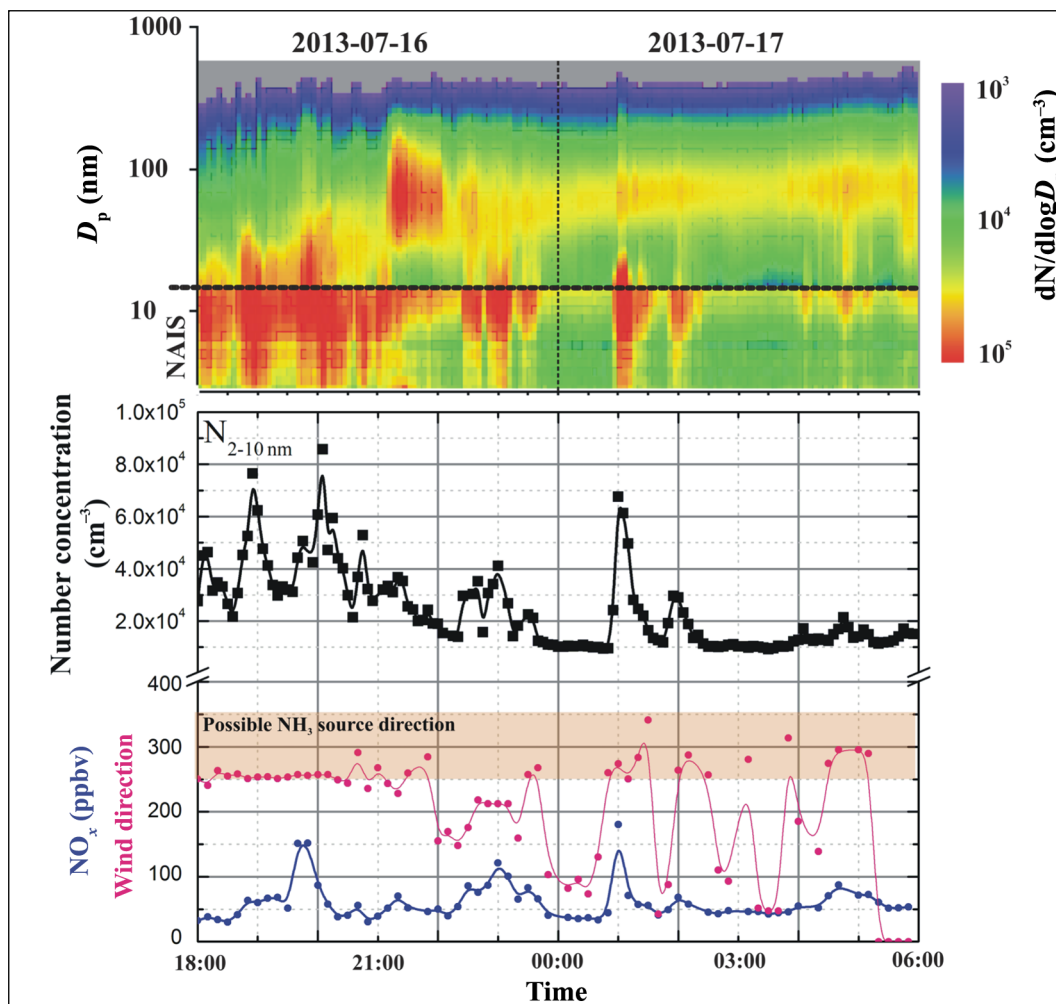 1000
2013-07-16 2013-07-17
100
10
Dp (nm)
NAIS
10³
10⁴
10⁵
dN/dlogD (cm⁻³)
1.0x10⁵
8.0x10⁴
6.0x10⁴
4.0x10⁴
2.0x10⁴
N2-10 nm
Number concentration
(cm⁻³)
400
300
200
100
0
Possible NH₃ source direction
NOx (ppbv)
Wind direction
18:00 21:00 00:00 03:00 06:00
Time